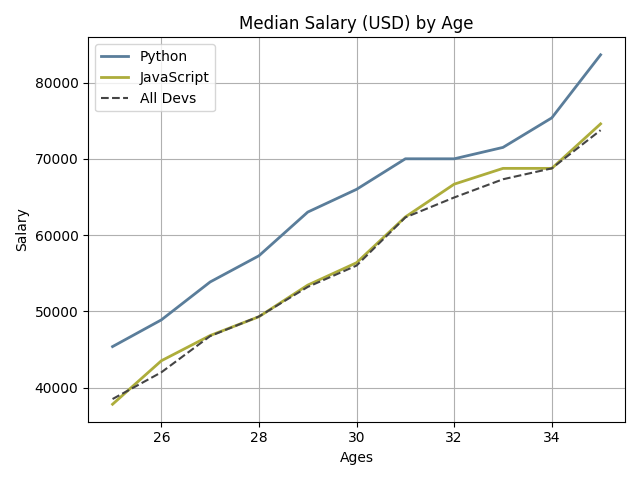 Median Salary (USD) by Age
Python
JavaScript
All Devs
80000
70000
60000
50000
40000
Salary
26 28 30 32 34
Ages